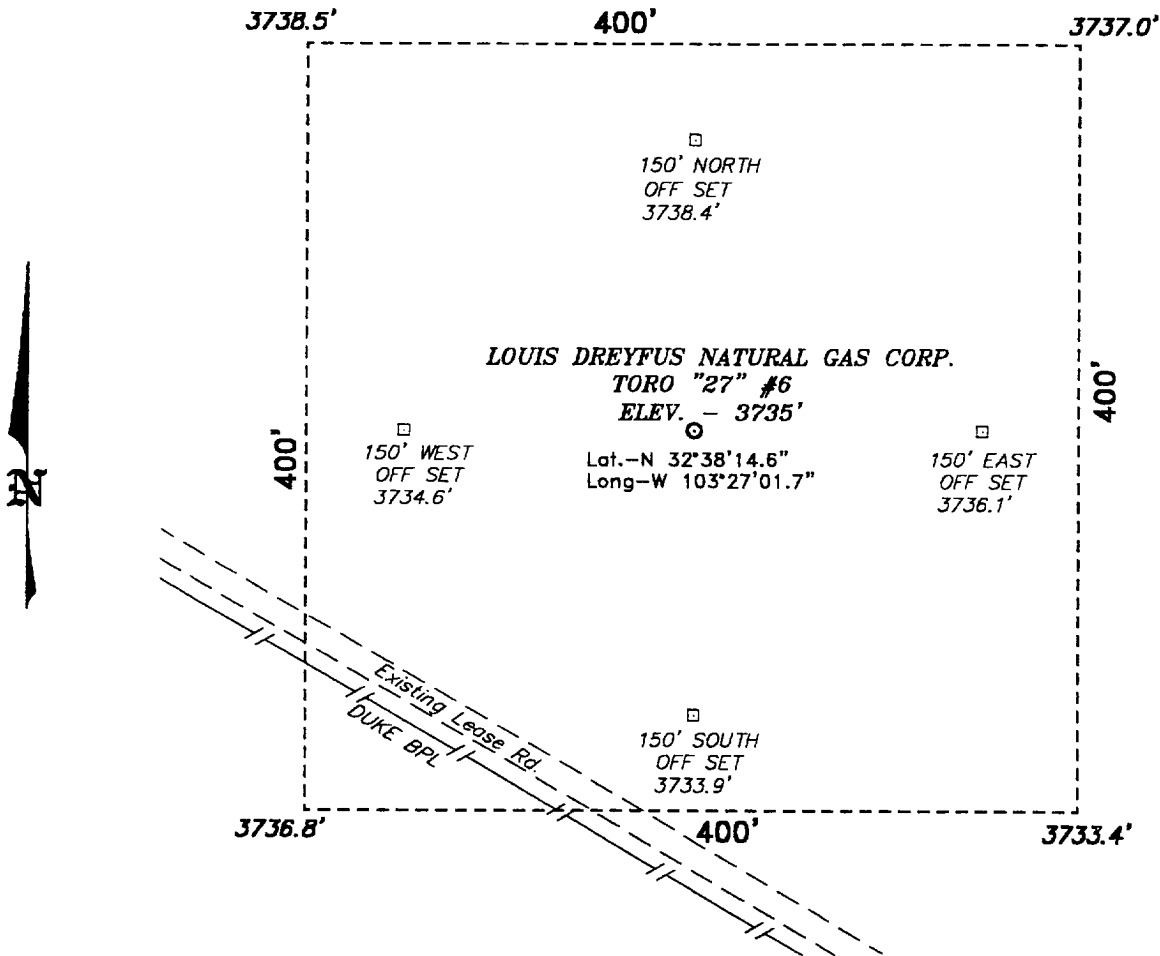 3738.5'
400'
3737.0'
150' NORTH
OFF SET
3738.4'
LOUIS DREYFUS NATURAL GAS CORP.
TORO "27" #6
ELEV. - 3735'
Lat.-N 32°38'14.6"
Long-W 103°27'01.7"
400'
400'
150' WEST
OFF SET
3734.6'
150' EAST
OFF SET
3736.1'
N
Existing Lease Rd.
DUKE BPL
150' SOUTH
OFF SET
3733.9'
3736.8'
400'
3733.4'